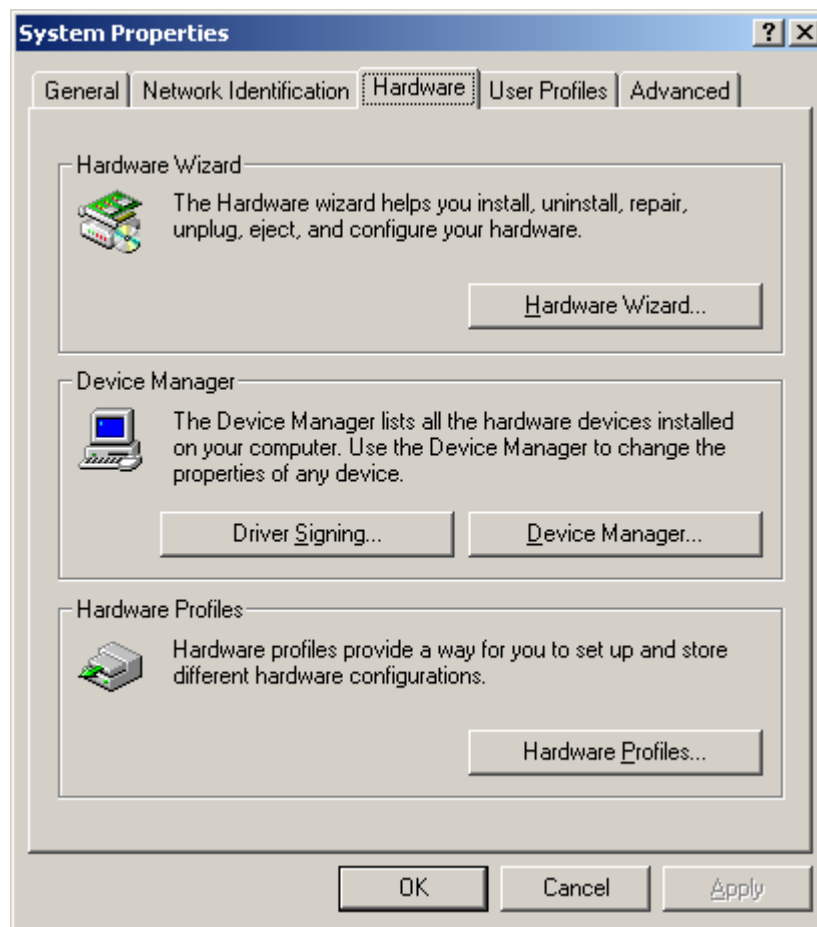 System Properties
General
Network Identification
Hardware
User Profiles
Advanced
Hardware Wizard
The Hardware wizard helps you install, uninstall, repair,
unplug, eject, and configure your hardware.
Hardware Wizard...
Device Manager
The Device Manager lists all the hardware devices installed
on your computer. Use the Device Manager to change the
properties of any device.
Driver Signing...
Device Manager...
Hardware Profiles
Hardware profiles provide a way for you to set up and store
different hardware configurations.
Hardware Profiles...
OK
Cancel
Apply